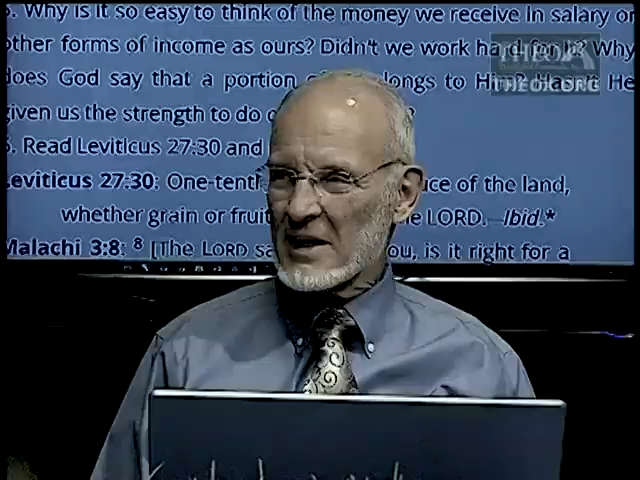 5. Why is it so easy to think of the money we receive in salary or
other forms of income as ours? Didn't we work hard for it? Why
does God say that a portion longs to Him? Hasn't He
given us the strength to do
THEOX.ORG
6. Read Leviticus 27:30 and
Leviticus 27:30: One-tenth ce of the land,
whether grain or fruit the LORD.—Ibid.*
Malachi 3:8: 8 [The LORD sa ou, is it right for a